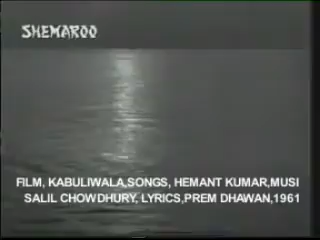 SHEMAROO
FILM, KABULIWALA,SONGS, HEMANT KUMAR,MUSI
SALIL CHOWDHURY, LYRICS,PREM DHAWAN,1961